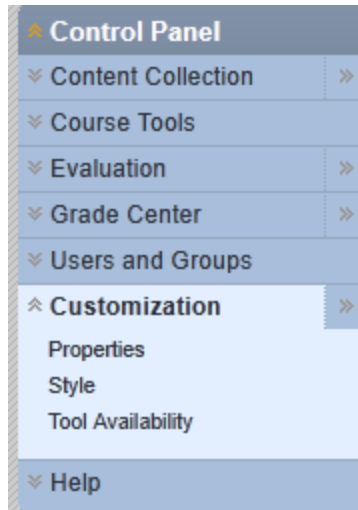 Control Panel
Content Collection
Course Tools
Evaluation
Grade Center
Users and Groups
Customization
Properties
Style
Tool Availability
Help